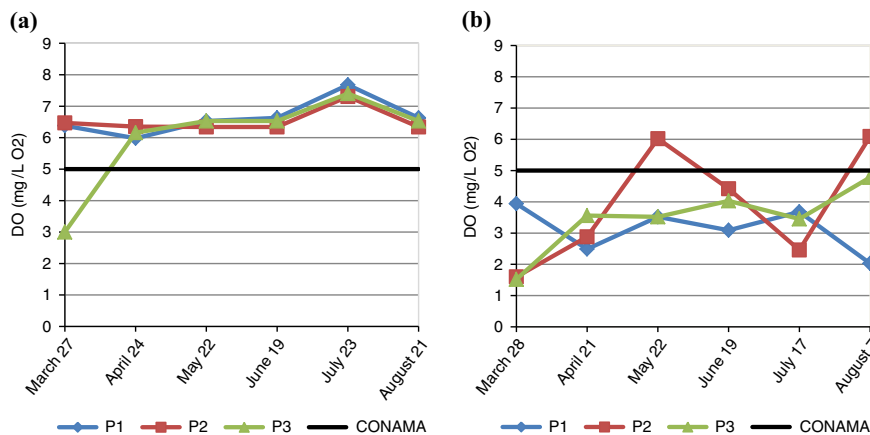 (a)
9
8
7
6
5
4
3
2
1
0
DO (mg/L O2)
March 27
April 24
May 22
June 19
July 23
August 21
P1 P2 P3 CONAMA
(b)
9
8
7
6
5
4
3
2
1
0
DO (mg/L O2)
March 28
April 21
May 22
June 19
July 17
August 7
P1 P2 P3 CONAMA